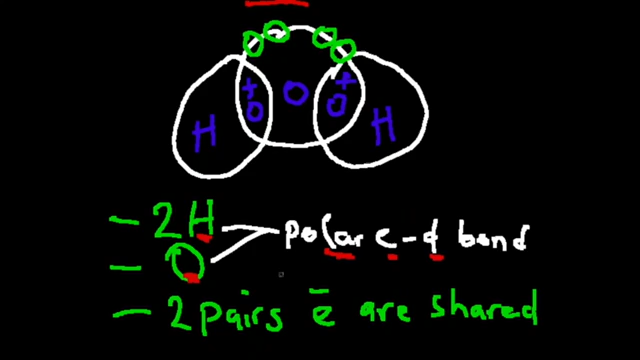 + O +
H O O H
- 2H
polar c-d bond
- O
- 2 pairs ē are shared